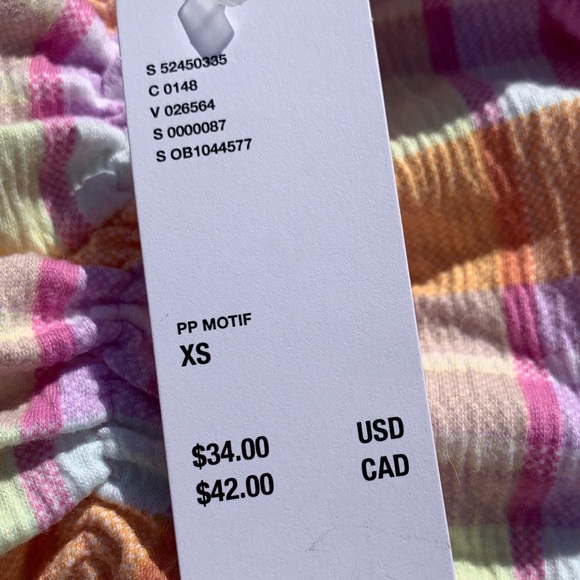 S 52450335
C 0148
V 026564
S 0000087
S OB1044577
PP MOTIF
XS
$34.00 USD
$42.00 CAD